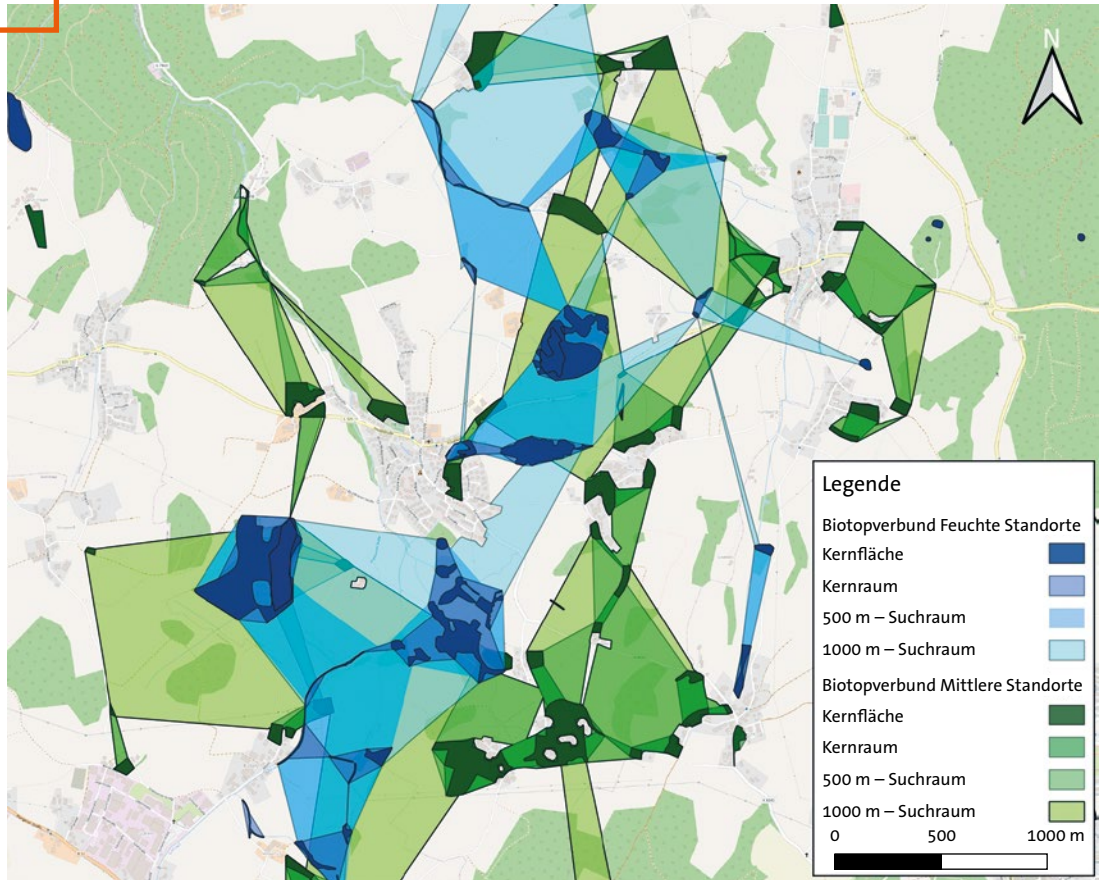 N
Legende
Biotopverbund Feuchte Standorte
Kernfläche
Kernraum
500 m – Suchraum
1000 m – Suchraum
Biotopverbund Mittlere Standorte
Kernfläche
Kernraum
500 m – Suchraum
1000 m – Suchraum
0 500 1000 m